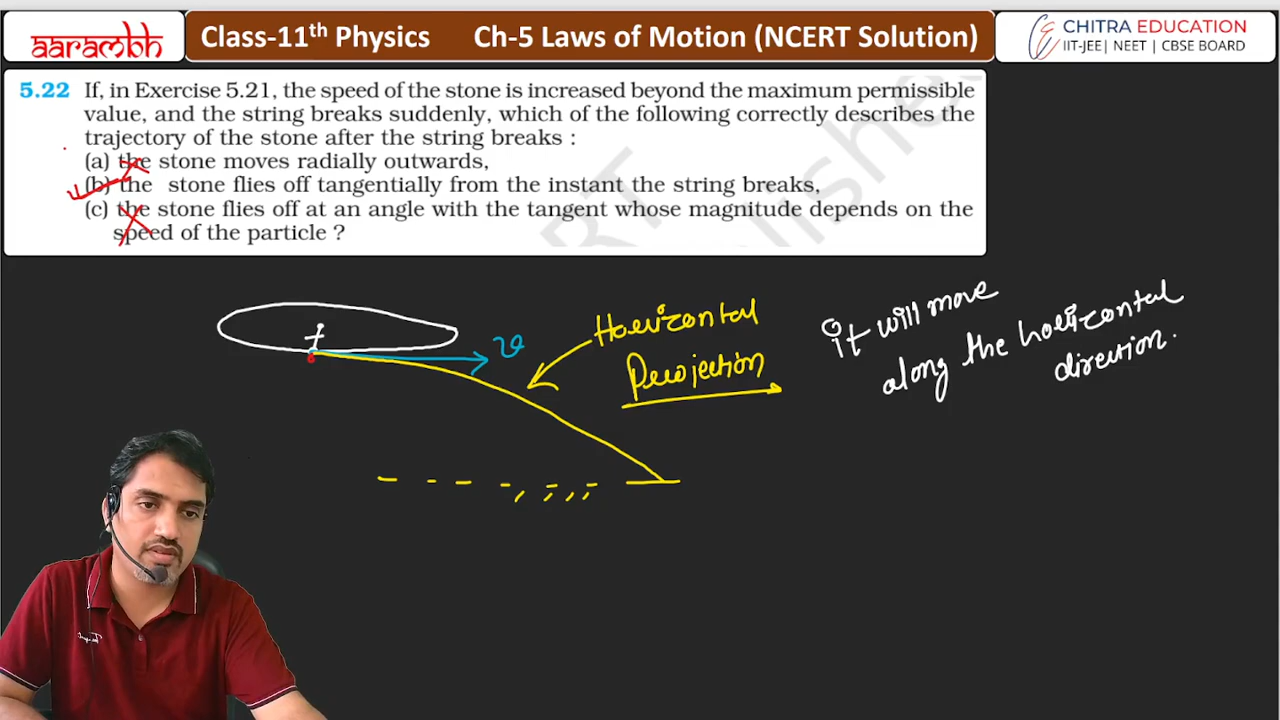 aarambh
Class-11th Physics Ch-5 Laws of Motion (NCERT Solution)
CHITRA EDUCATION
IIT-JEE| NEET | CBSE BOARD
5.22 If, in Exercise 5.21, the speed of the stone is increased beyond the maximum permissible
value, and the string breaks suddenly, which of the following correctly describes the
trajectory of the stone after the string breaks :
(a) the stone moves radially outwards,
(b) the stone flies off tangentially from the instant the string breaks,
(c) the stone flies off at an angle with the tangent whose magnitude depends on the
speed of the particle ?
v
Horizontal
Projection
it will move
along the horizontal
direction.